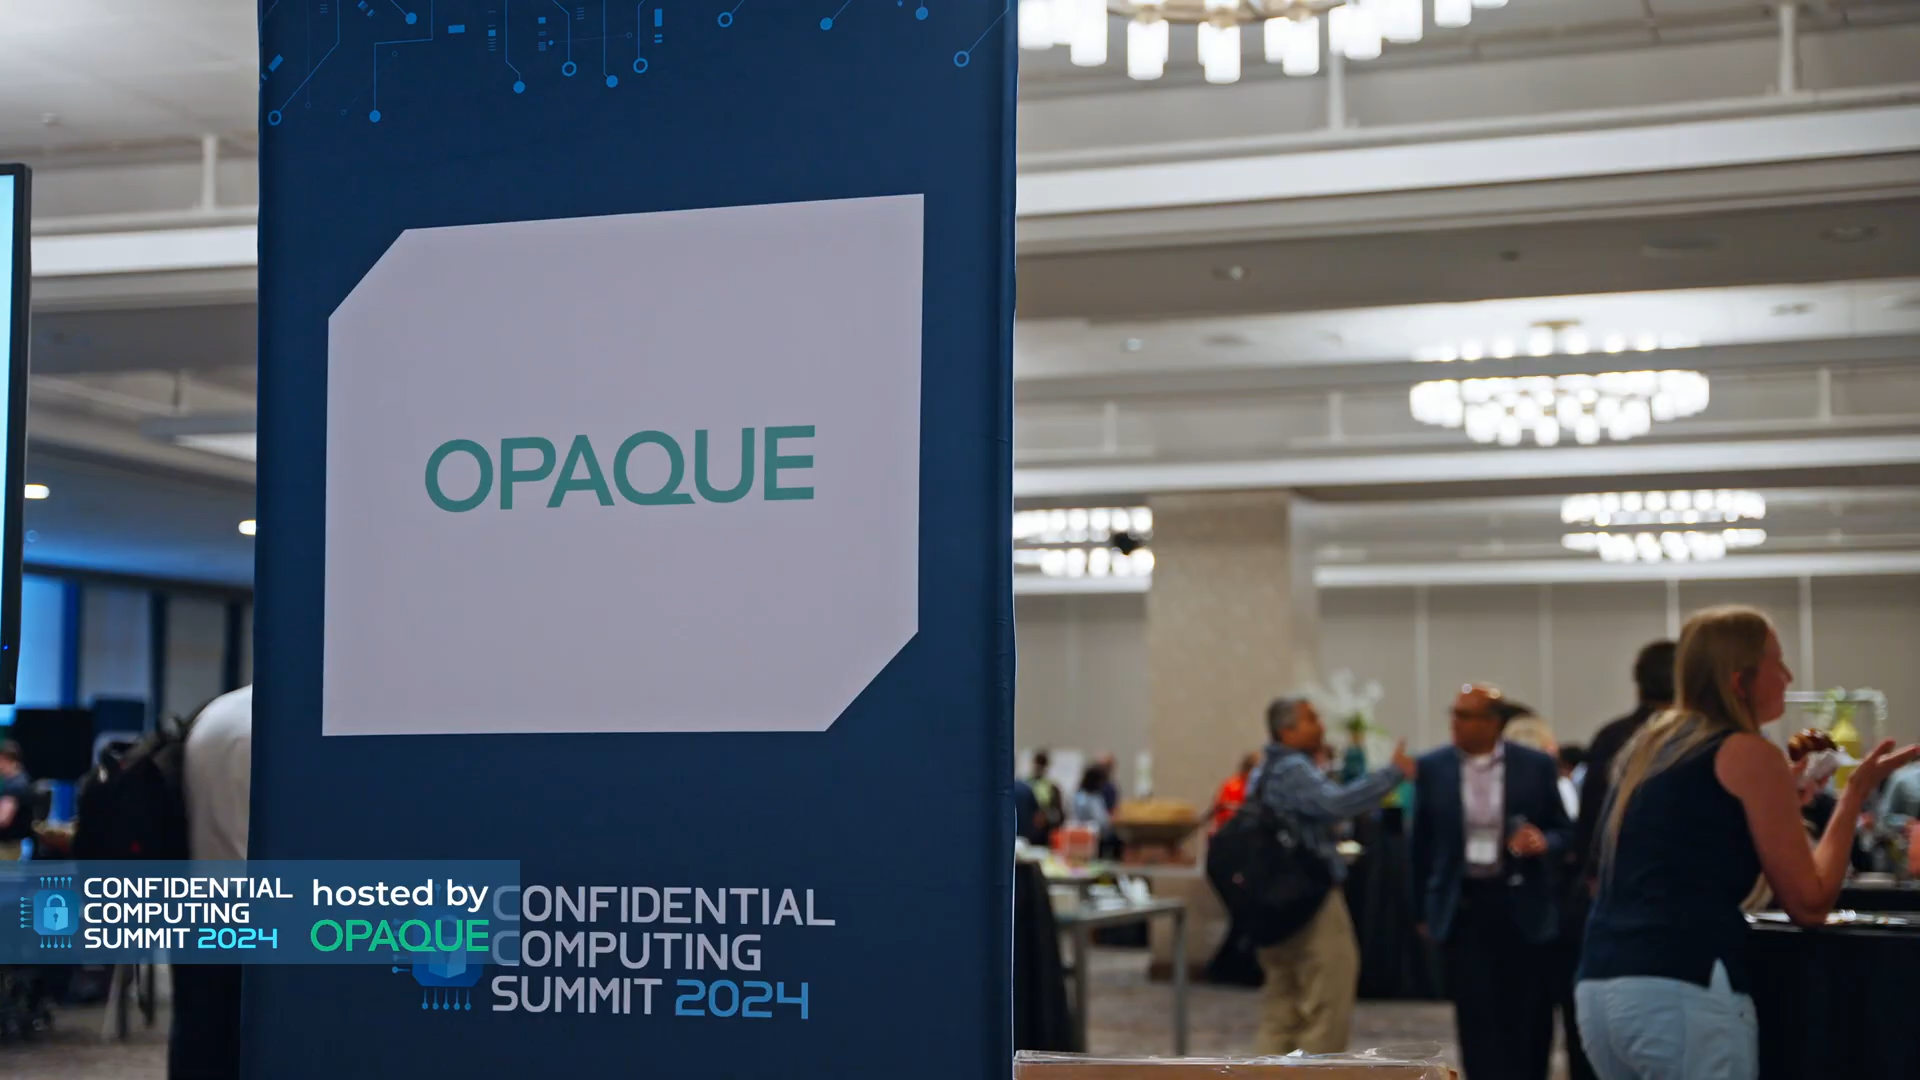 OPAQUE
CONFIDENTIAL
COMPUTING
SUMMIT 2024
CONFIDENTIAL
COMPUTING
SUMMIT 2024
hosted by
OPAQUE